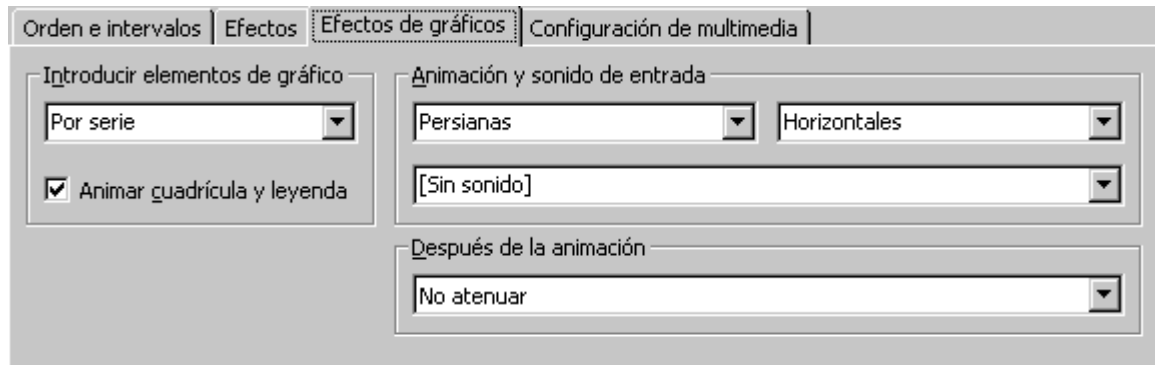 Orden e intervalos Efectos Efectos de gráficos Configuración de multimedia
Introducir elementos de gráfico
Por serie
Animar cuadrícula y leyenda
Animación y sonido de entrada
Persianas Horizontales
[Sin sonido]
Después de la animación
No atenuar